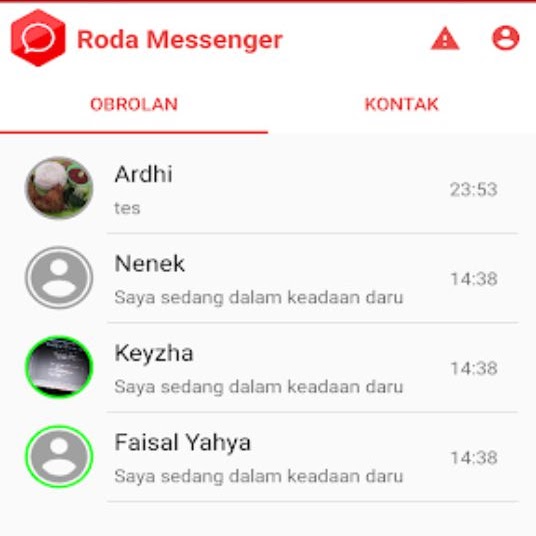 Roda Messenger
OBROLAN
KONTAK
Ardhi
23:53
tes
Nenek
14:38
Saya sedang dalam keadaan daru
Keyzha
14:38
Saya sedang dalam keadaan daru
Faisal Yahya
14:38
Saya sedang dalam keadaan daru